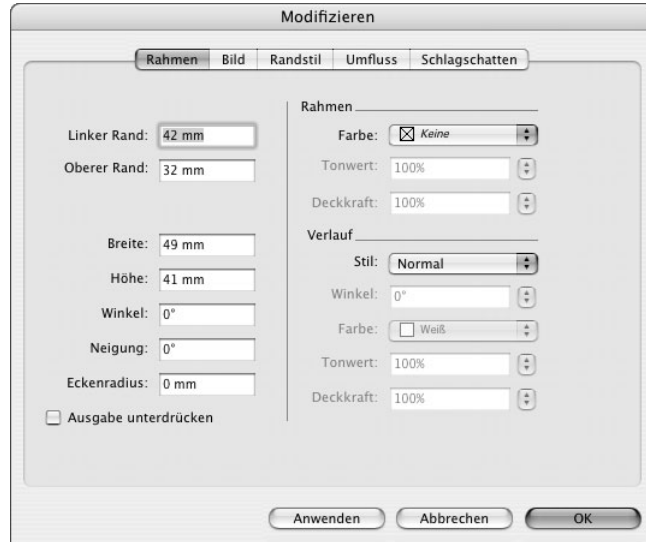 Modifizieren
Rahmen Bild Randstil Umfluss Schlagschatten
Linker Rand: 42 mm
Oberer Rand: 32 mm
Breite: 49 mm
Höhe: 41 mm
Winkel: 0°
Neigung: 0°
Eckenradius: 0 mm
Ausgabe unterdrücken
Rahmen
Farbe: Keine
Tonwert: 100%
Deckkraft: 100%
Verlauf
Stil: Normal
Winkel: 0°
Farbe: Weiß
Tonwert: 100%
Deckkraft: 100%
Anwenden Abbrechen OK